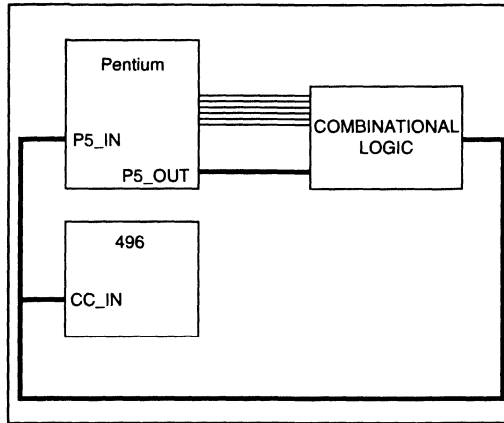 Pentium
P5_IN
P5_OUT
COMBINATIONAL
LOGIC
496
CC_IN